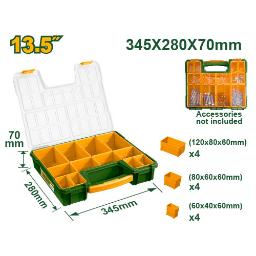 13.5"
345X280X70mm
Accessories
not included
70
mm
280mm
345mm
(120x80x60mm)
x4
(80x60x60mm)
x4
(60x40x60mm)
x4